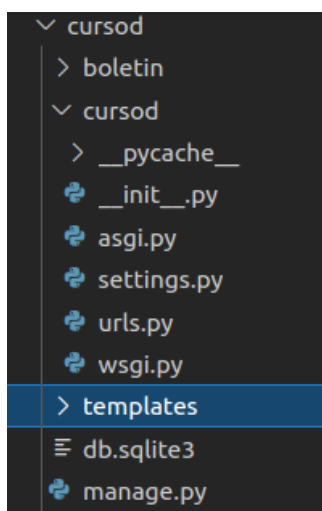 cursod
boletin
cursod
__pycache__
__init__.py
asgi.py
settings.py
urls.py
wsgi.py
templates
db.sqlite3
manage.py